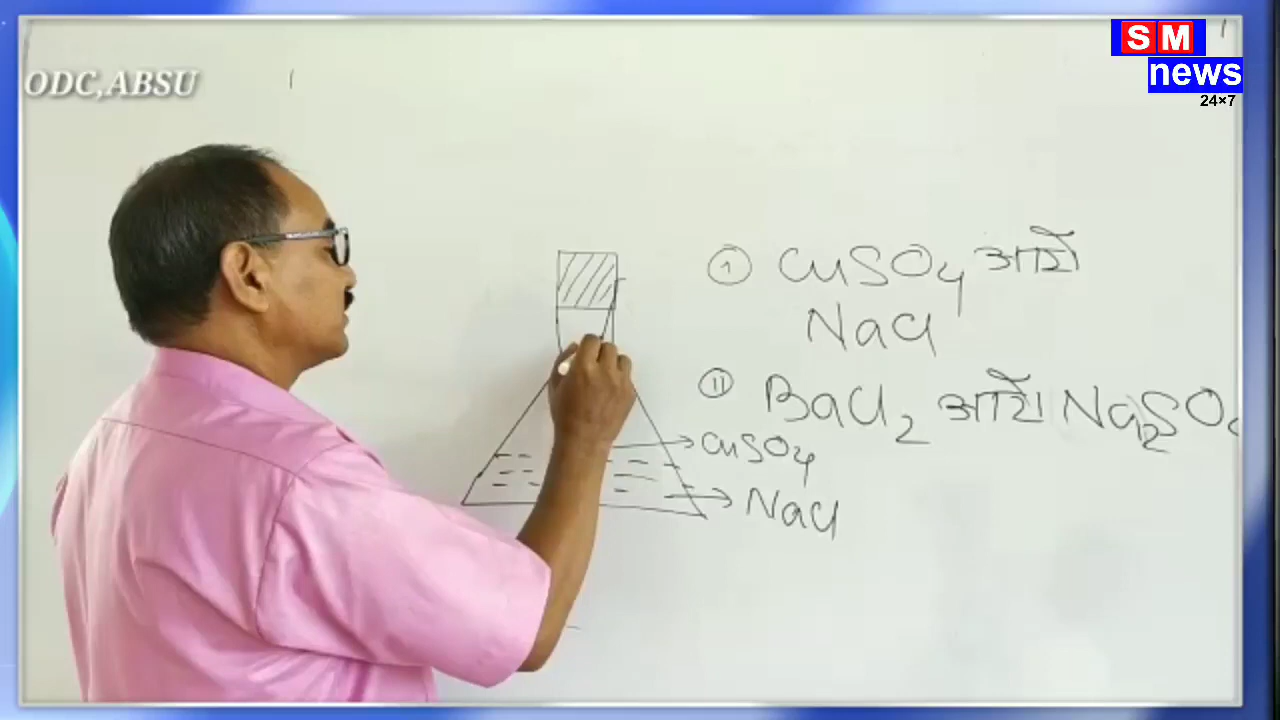 SM
news
24×7
ODC,ABSU
① CuSO4 आरो
NaCl
② BaCl2 आरो Na2SO4
CuSO4
NaCl